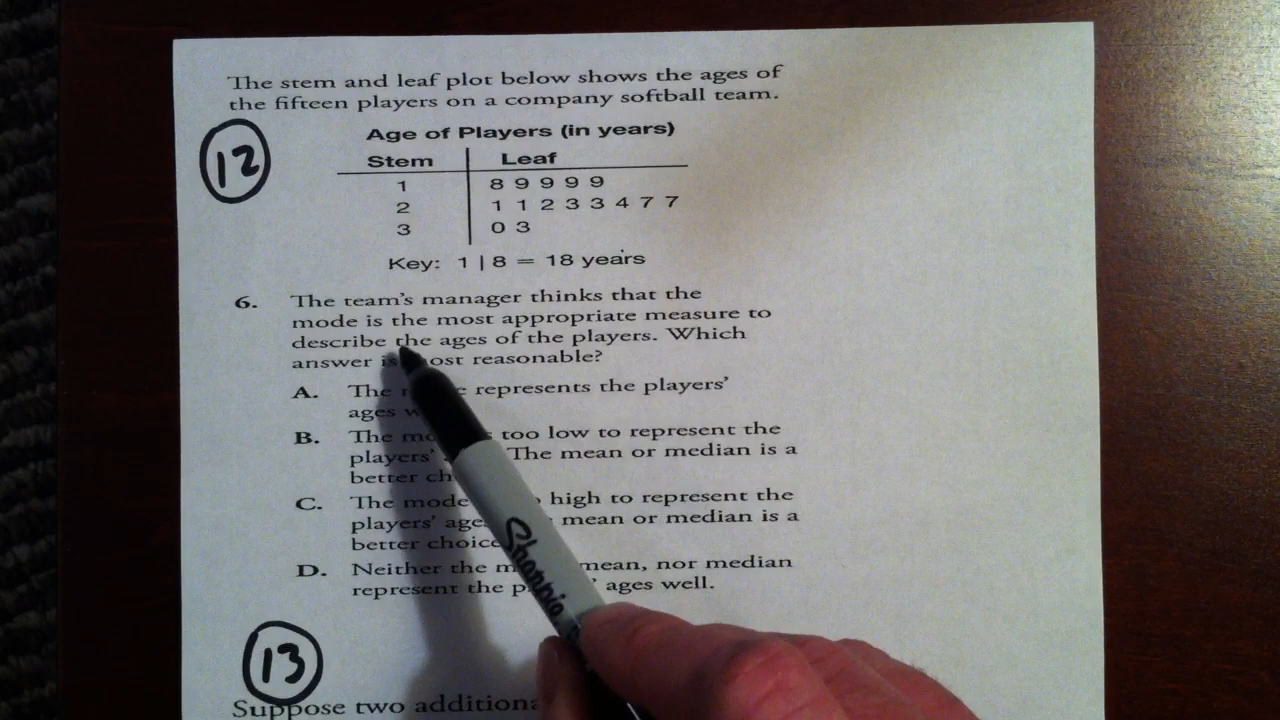 The stem and leaf plot below shows the ages of
the fifteen players on a company softball team.
12
Age of Players (in years)
Stem Leaf
1 8 9 9 9 9
2 1 1 2 3 3 4 7 7
3 0 3
Key: 1 | 8 = 18 years
6. The team's manager thinks that the
mode is the most appropriate measure to
describe the ages of the players. Which
answer is most reasonable?
A. The represents the players'
ages
B. The too low to represent the
players' The mean or median is a
better
C. The mode high to represent the
players' mean or median is a
better choice
D. Neither the mean, nor median
represent the ages well.
Sharpie
13
Suppose two